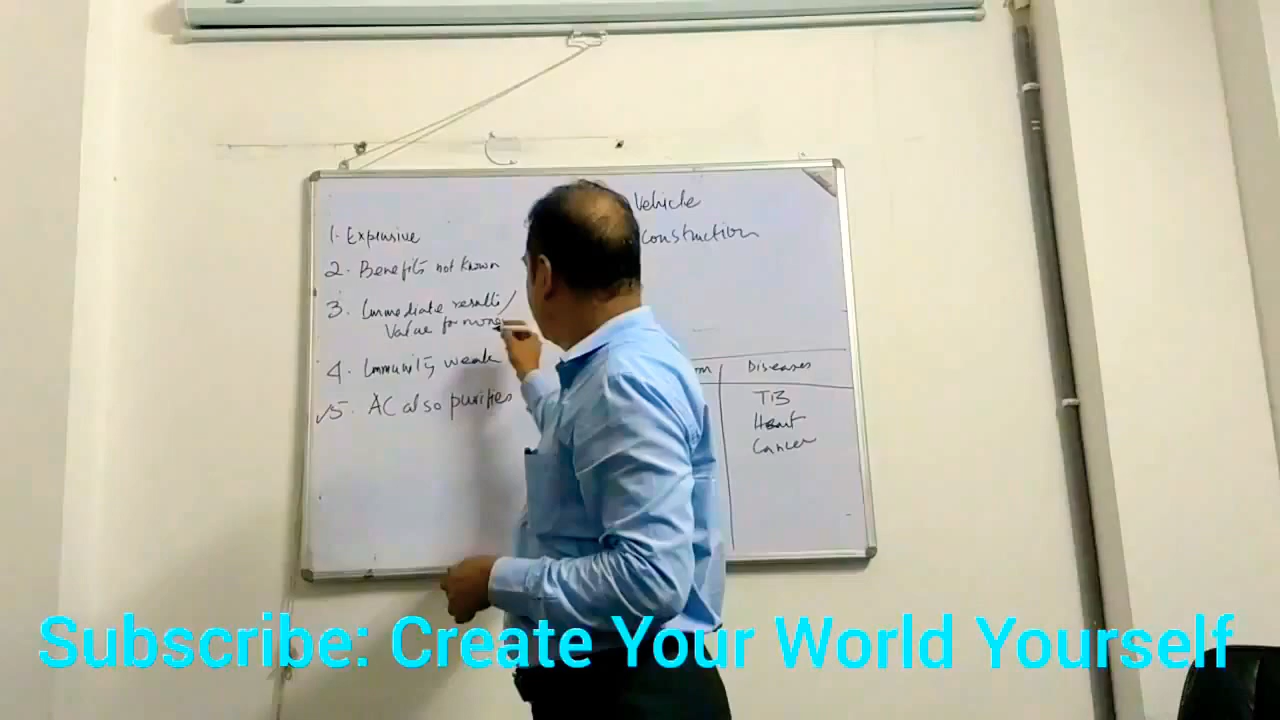 Vehicle
construction
1. Expensive
2. Benefits not known
3. Immediate results/
Value for mone
4. Immunity weak
5. AC also purifies
Diseases
TB
Heart
Cancer
Subscribe: Create Your World Yourself